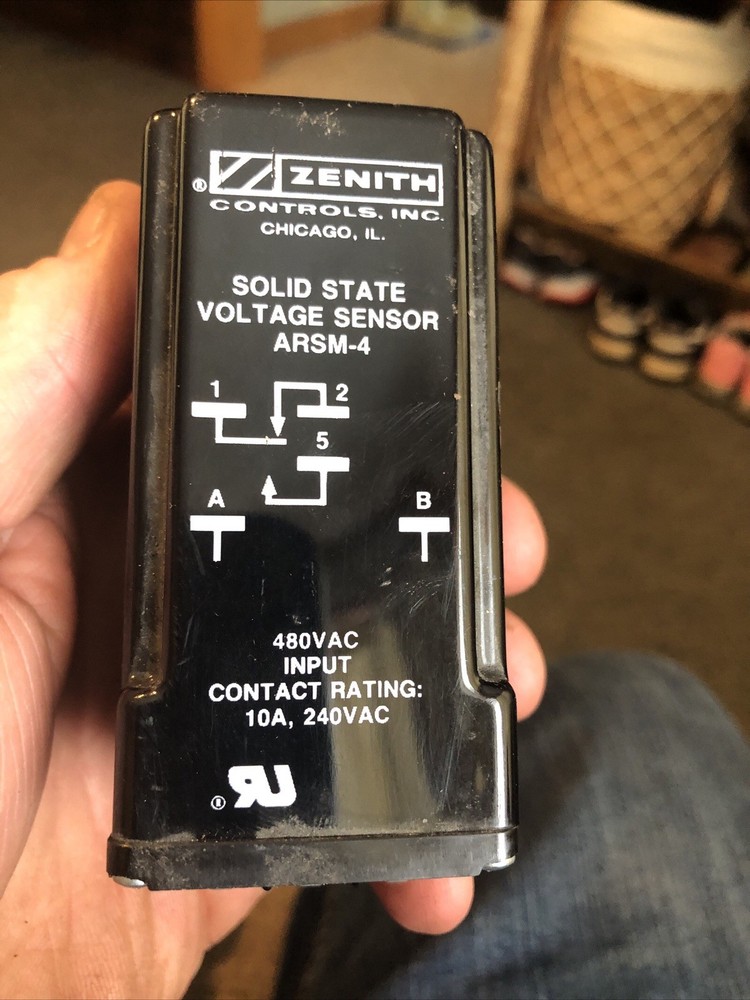 ® ZENITH
CONTROLS, INC.
CHICAGO, IL.
SOLID STATE
VOLTAGE SENSOR
ARSM-4
1 2
5
A B
480VAC
INPUT
CONTACT RATING:
10A, 240VAC
® RU